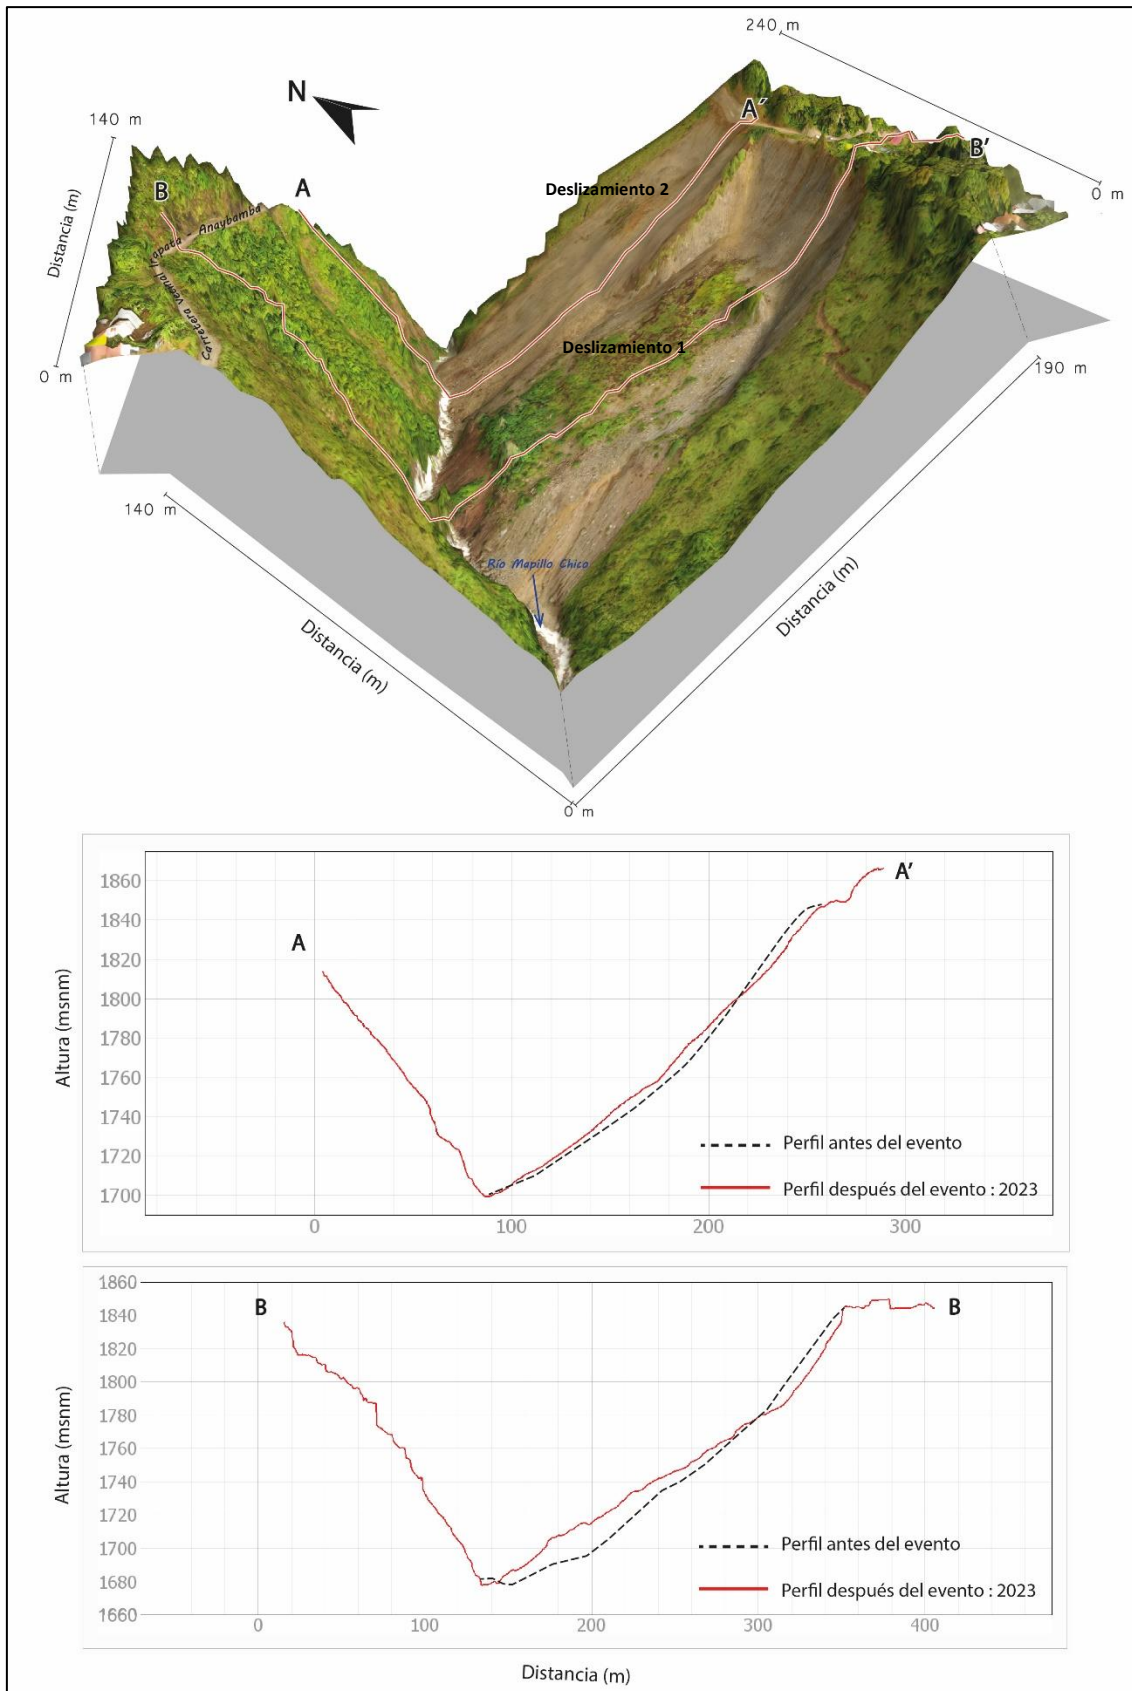 240 m
N
140 m
A´
B'
A
B
Deslizamiento 2
0 m
Distancia (m)
Carretera Vecinal Irapata - Anaybamba
Deslizamiento 1
0 m
190 m
140 m
Río Mapillo Chico
Distancia (m)
Distancia (m)
0 m
1860
A'
1840
A
1820
1800
1780
Altura (msnm)
1760
1740
Perfil antes del evento
1720
Perfil después del evento : 2023
1700
0
100
200
300
1860
B
B
1840
1820
1800
1780
Altura (msnm)
1760
1740
1720
Perfil antes del evento
1700
1680
Perfil después del evento : 2023
1660
0
100
200
300
400
Distancia (m)